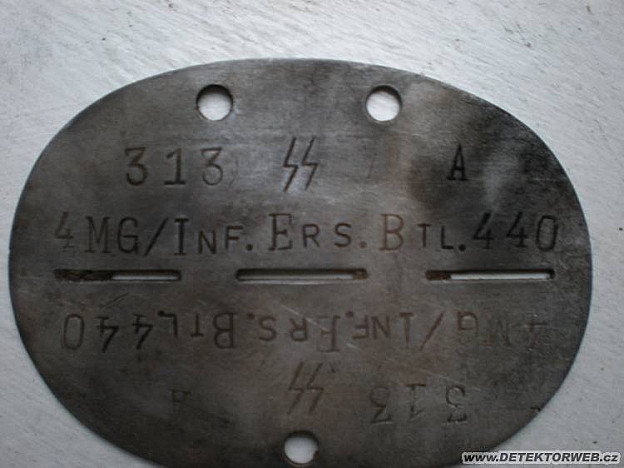 313 ᛋᛋ A
4MG/INF.ERS.BTL.440
4MG/INF.ERS.BTL.440
313 ᛋᛋ A
WWW.DETEKTORWEB.CZ